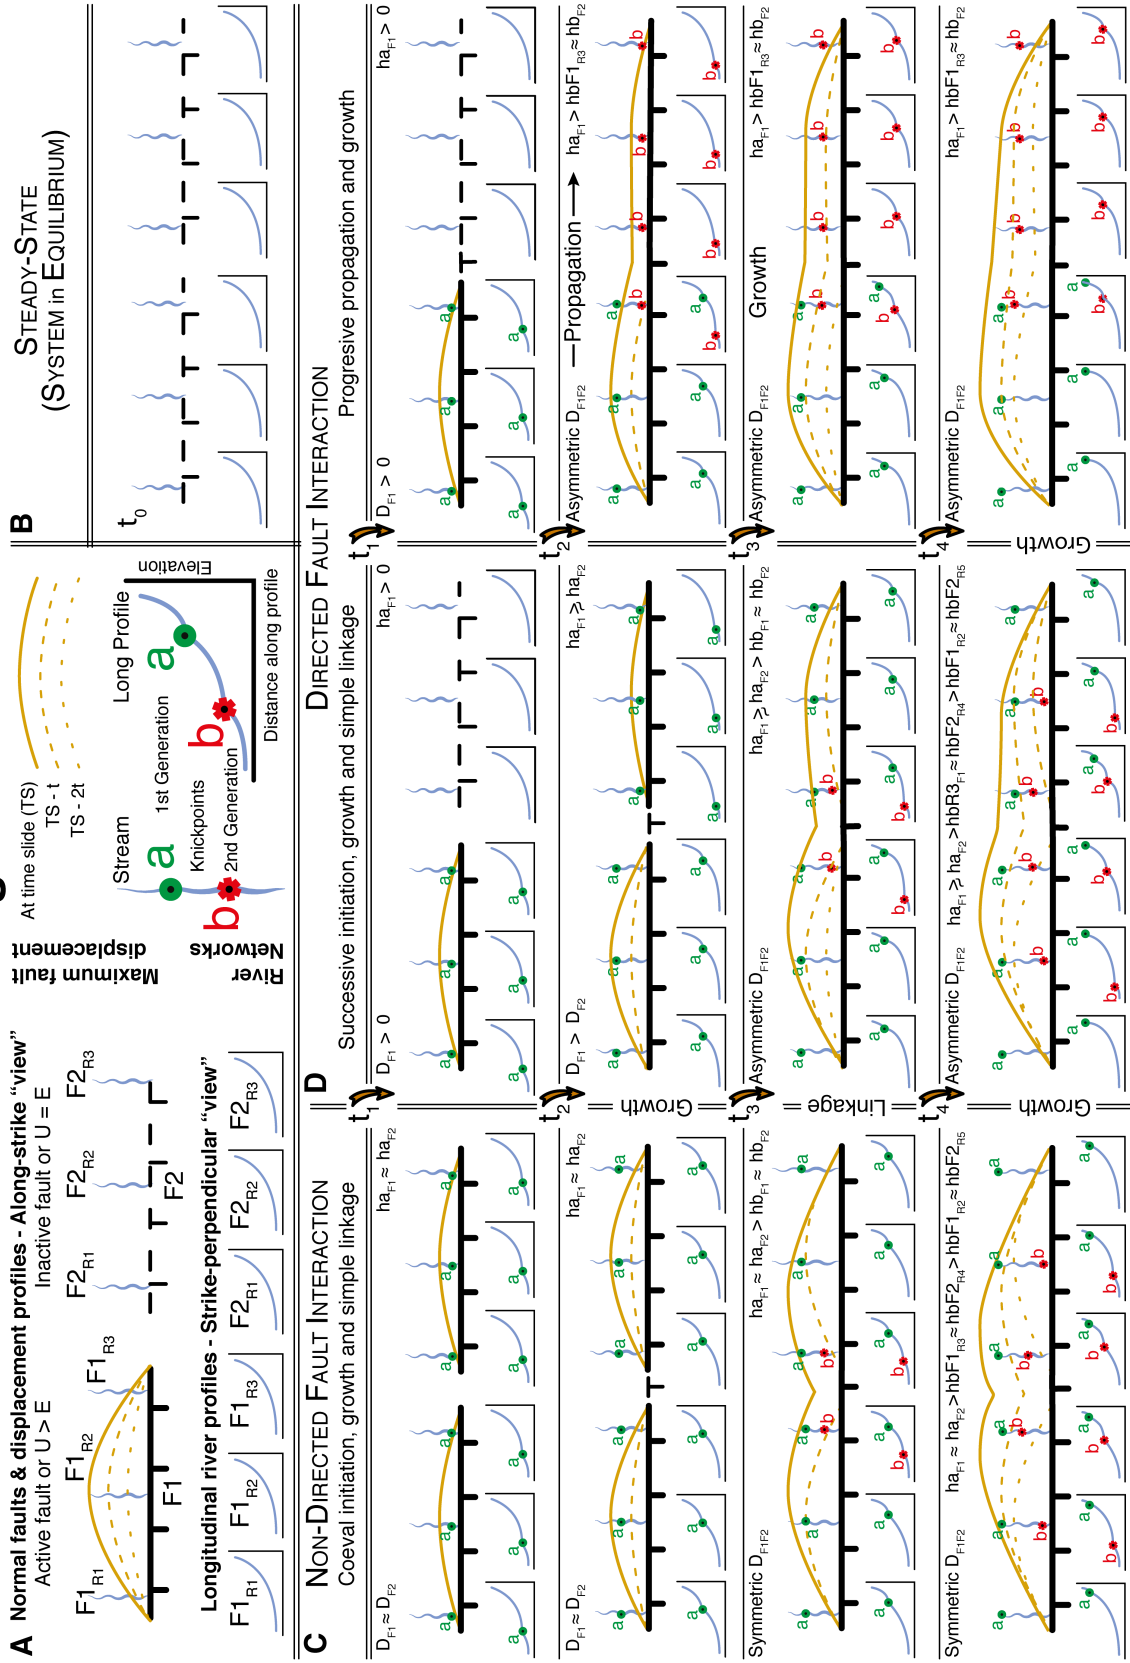 A
Normal faults & displacement profiles - Along-strike "view"
Active fault or U > E
Inactive fault or U = E
F1R1
F1R2
F1R3
F2R1
F2R2
F2R3
F1
F2
Longitudinal river profiles - Strike-perpendicular "view"
F1R1
F1R2
F1R3
F2R1
F2R2
F2R3
Maximum fault
displacement
At time slide (TS)
TS - t
TS - 2t
River
Networks
Stream
a
1st Generation
Knickpoints
b
2nd Generation
Long Profile
a
b
Elevation
Distance along profile
B
STEADY-STATE
(SYSTEM in EQUILIBRIUM)
t0
C
NON-DIRECTED FAULT INTERACTION
Coeval initiation, growth and simple linkage
DF1 ≈ DF2
haF1 ≈ haF2
a a a a a a
a a a a a a
DF1 ≈ DF2
haF1 ≈ haF2
a a a a a a
a a a a a a
Symmetric DF1F2
haF1 ≈ haF2 > hbF1 ≈ hbF2
a a a b a b a a
a a a b a b a a
Symmetric DF1F2
haF1 ≈ haF2 > hbF1R3 ≈ hbF2R4 > hbF1R2 ≈ hbF2R5
a a b a b a b a b a
a a b a b a b a b a
DIRECTED FAULT INTERACTION
D
Successive initiation, growth and simple linkage
t1
DF1 > 0
haF1 > 0
a a a
a a a
t2
Growth
DF1 > DF2
haF1 ⪎ haF2
a a a a a a
a a a a a a
t3
Linkage
Asymmetric D
haF1 ⪎ haF2 > hbF1 ≈ hbF2
a a a b a b a a
a a a b a b a a
t4
Growth
Asymmetric DF1F2
haF1 ⪎ haF2 > hbR3F1 ≈ hbF2R4 > hbF1R2 ≈ hbF2R5
a a b a b a b a b a
a a b a b a b a b a
Progresive propagation and growth
t1
DF1 > 0
haF1 > 0
a a a
a a a
t2
Asymmetric DF1F2
Propagation
haF1 > hbF1R3 ≈ hbF2
a a a b b b b
a a a b b b b
t3
Asymmetric DF1F2
Growth
haF1 > hbF1R3 ≈ hbF2
a a a b b b b
a a a b b b b
t4
Growth
Asymmetric DF1F2
haF1 > hbF1R3 ≈ hbF2
a a a b b b b
a a a b b b b